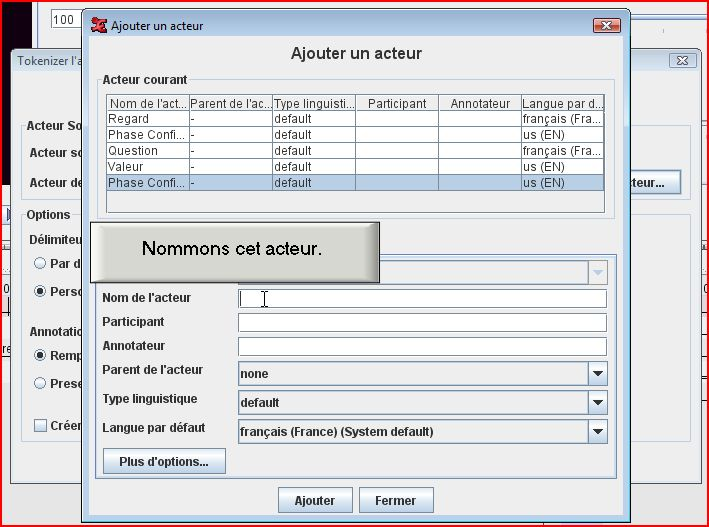 100
Ajouter un acteur
Tokenizer l'a
Ajouter un acteur
Acteur courant
Nom de l'act... Parent de l'ac... Type linguisti... Participant Annotateur Langue par d...
Regard - default français (Fra...
Phase Confi... - default us (EN)
Question - default français (Fra...
Valeur - default us (EN)
Phase Confi... - default us (EN)
Acteur So
Acteur so
Acteur de
cteur...
Options
Délimiteu
Par d
Perso
Nommons cet acteur.
Nom de l'acteur
Participant
Annotateur
Parent de l'acteur none
Type linguistique default
Langue par défaut français (France) (System default)
Plus d'options...
Annotatio
Remp
Prese
Créer
Ajouter Fermer